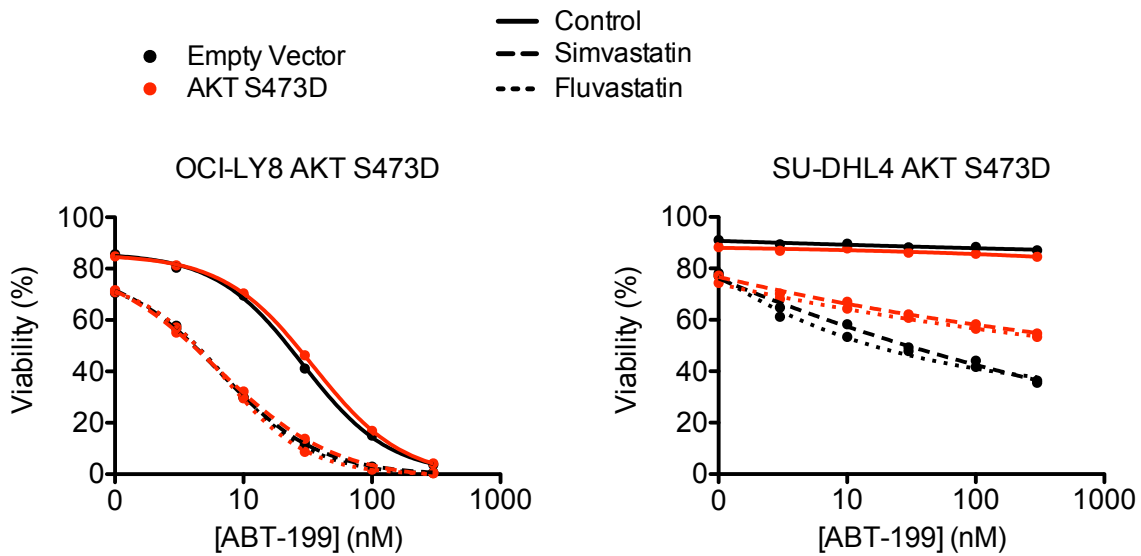 Empty Vector
AKT S473D
Control
Simvastatin
Fluvastatin
OCI-LY8 AKT S473D
Viability (%)
100
80
60
40
20
0
0 10 100 1000
[ABT-199] (nM)
SU-DHL4 AKT S473D
Viability (%)
100
80
60
40
20
0
0 10 100 1000
[ABT-199] (nM)